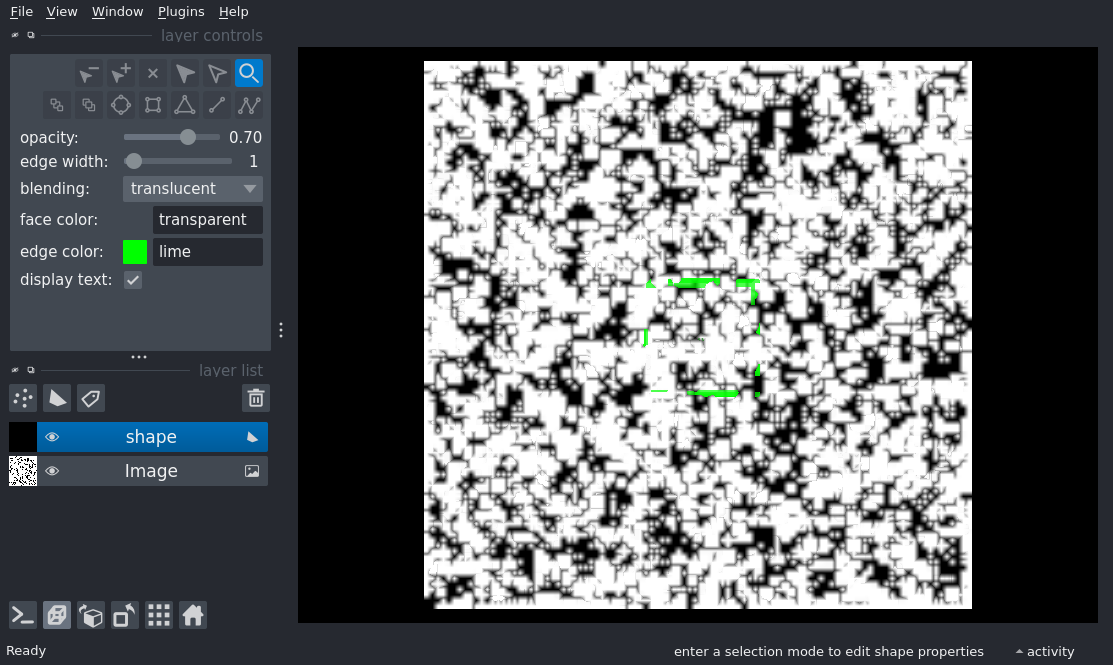 File View Window Plugins Help
layer controls
opacity: 0.70
edge width: 1
blending: translucent
face color: transparent
edge color: lime
display text:
layer list
shape
Image
Ready
enter a selection mode to edit shape properties
activity